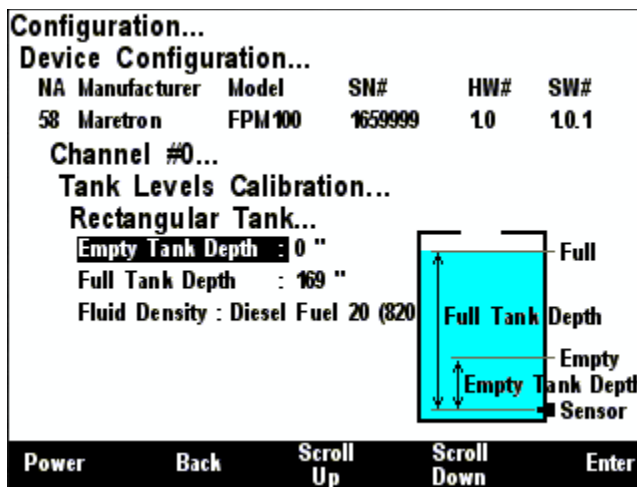 Configuration...
Device Configuration...
NA Manufacturer Model SN# HW# SW#
58 Maretron FPM100 1659999 1.0 1.0.1
Channel #0...
Tank Levels Calibration...
Rectangular Tank...
Empty Tank Depth : 0 "
Full Tank Depth : 169 "
Fluid Density : Diesel Fuel 20 (820
Full
Full Tank Depth
Empty
Empty Tank Dept
Sensor
Power Back Scroll Up Scroll Down Enter